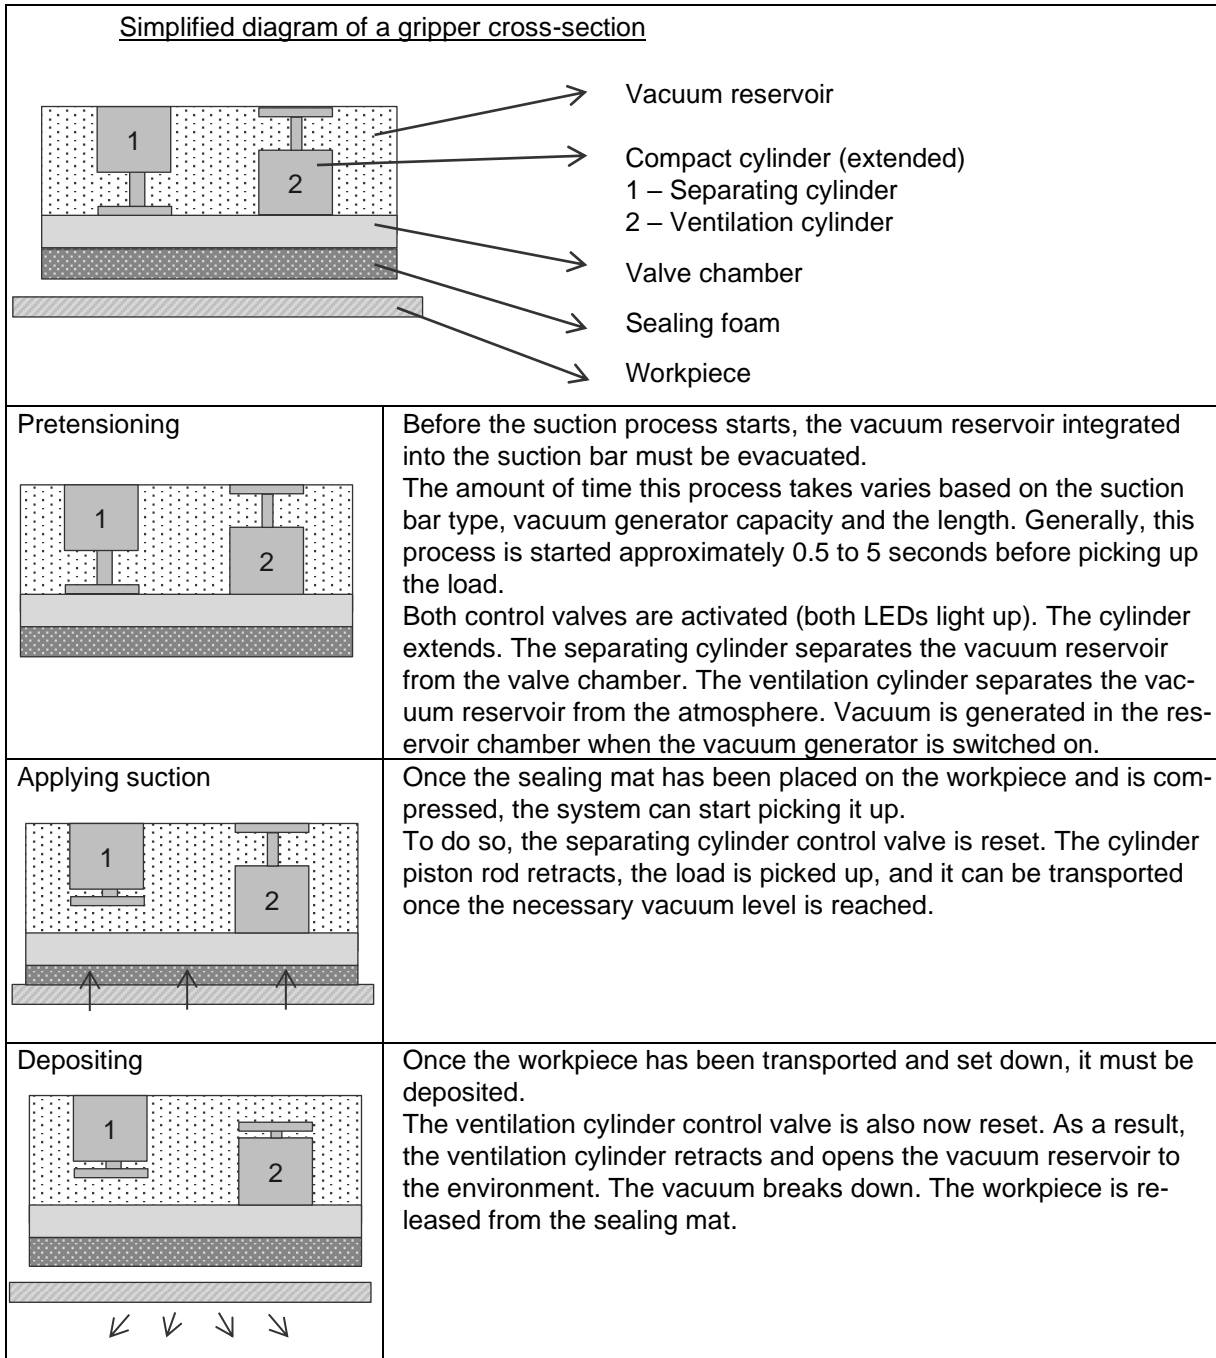 Simplified diagram of a gripper cross-section
1
2
Vacuum reservoir
Compact cylinder (extended)
1 – Separating cylinder
2 – Ventilation cylinder
Valve chamber
Sealing foam
Workpiece
Pretensioning
1
2
Before the suction process starts, the vacuum reservoir integrated
into the suction bar must be evacuated.
The amount of time this process takes varies based on the suction
bar type, vacuum generator capacity and the length. Generally, this
process is started approximately 0.5 to 5 seconds before picking up
the load.
Both control valves are activated (both LEDs light up). The cylinder
extends. The separating cylinder separates the vacuum reservoir
from the valve chamber. The ventilation cylinder separates the vac-
uum reservoir from the atmosphere. Vacuum is generated in the res-
ervoir chamber when the vacuum generator is switched on.
Applying suction
1
2
Once the sealing mat has been placed on the workpiece and is com-
pressed, the system can start picking it up.
To do so, the separating cylinder control valve is reset. The cylinder
piston rod retracts, the load is picked up, and it can be transported
once the necessary vacuum level is reached.
Depositing
1
2
Once the workpiece has been transported and set down, it must be
deposited.
The ventilation cylinder control valve is also now reset. As a result,
the ventilation cylinder retracts and opens the vacuum reservoir to
the environment. The vacuum breaks down. The workpiece is re-
leased from the sealing mat.